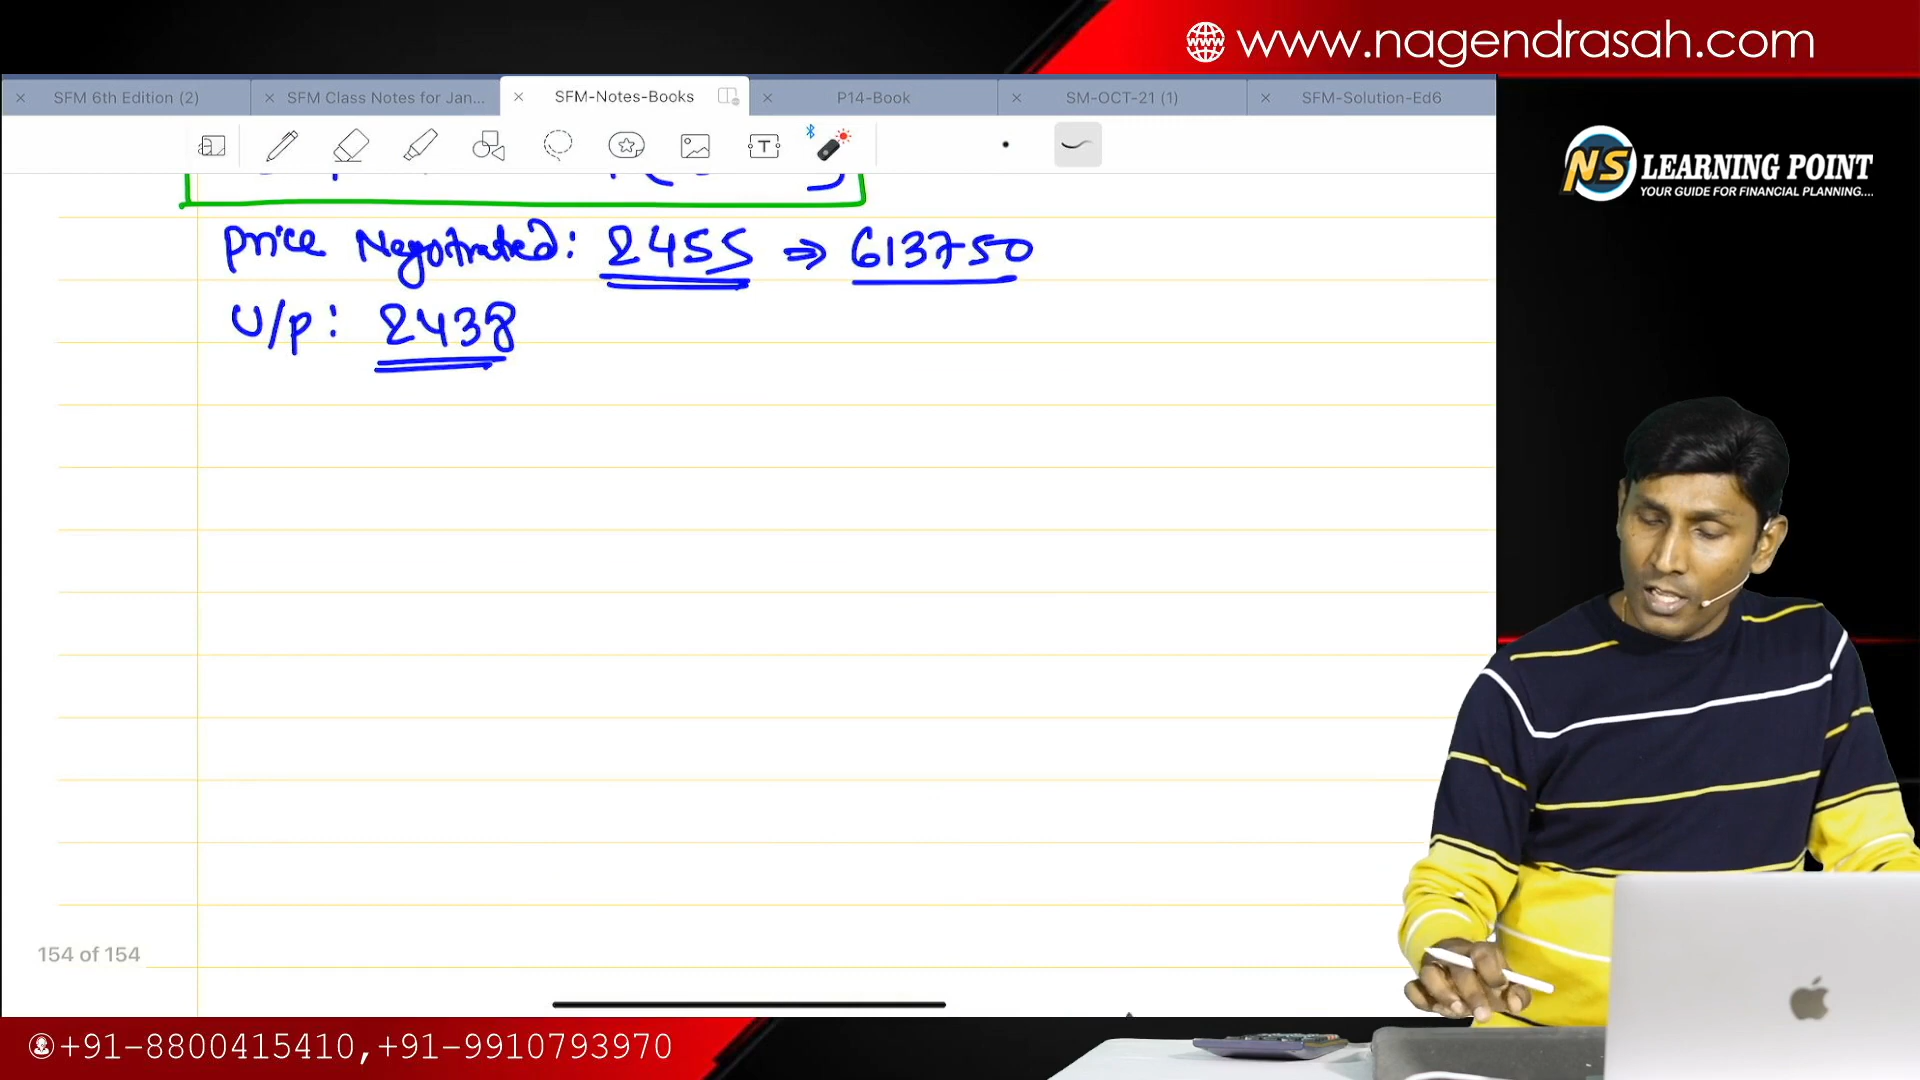 www.nagendrasah.com
SFM 6th Edition (2)
SFM Class Notes for Jan...
SFM-Notes-Books
P14-Book
SM-OCT-21 (1)
SFM-Solution-Ed6
NS LEARNING POINT
YOUR GUIDE FOR FINANCIAL PLANNING....
Price Negotiated: 2455 ⇒ 613750
U/p: 2438
154 of 154
+91-8800415410,+91-9910793970